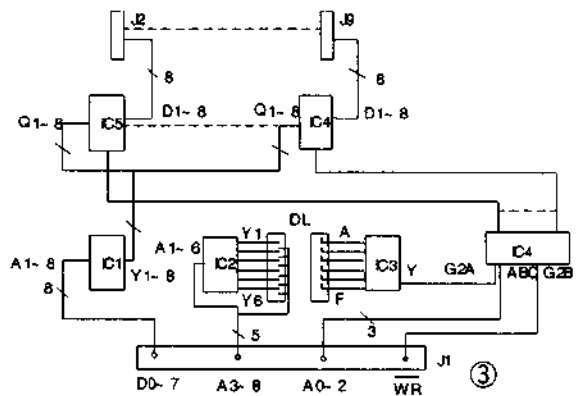 J2 J9
8 8
Q1~8 IC5 D1~8 Q1~8 IC4 D1~8
A1~8 IC1 Y1~8 A1~6 IC2 Y1 DL A IC3 Y G2A IC4 ABC G2B
8 Y6 F
5 3
J1
D0~7 A3~8 A0~2 WR ③